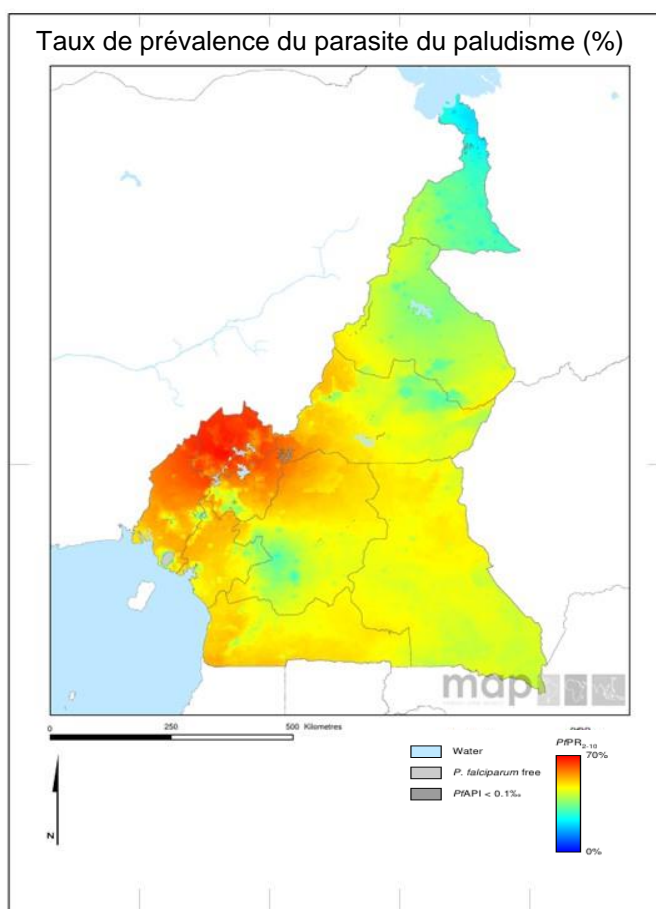 Taux de prévalence du parasite du paludisme (%)
map
0 250 500 Kilometres
Water
P. falciparum free
PfAPI < 0.1‰
PfPR2-10
70%
0%
N